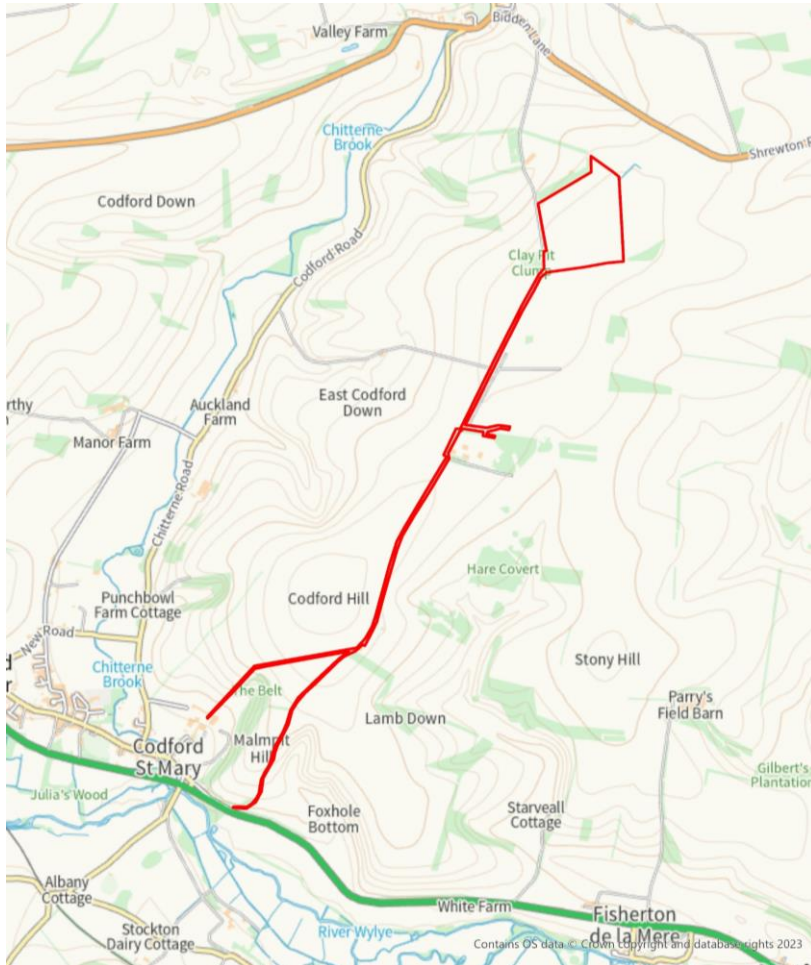 Bidden Lane
Valley Farm
Chitterne
Brook
Shrewton R
Codford Down
Codford Road
Clay Pit
Clump
East Codford
Down
Auckland
Farm
Manor Farm
Chitterne Road
Hare Covert
Codford Hill
Punchbowl
Farm Cottage
New Road
Stony Hill
Chitterne
Brook
The Belt
Parry's
Field Barn
Lamb Down
Malmpit
Hill
Codford
St Mary
Gilbert's
Plantation
Julia's Wood
Foxhole
Bottom
Starveall
Cottage
Albany
Cottage
White Farm
Fisherton
de la Mere
Stockton
Dairy Cottage
River Wylye
Contains OS data © Crown copyright and database rights 2023